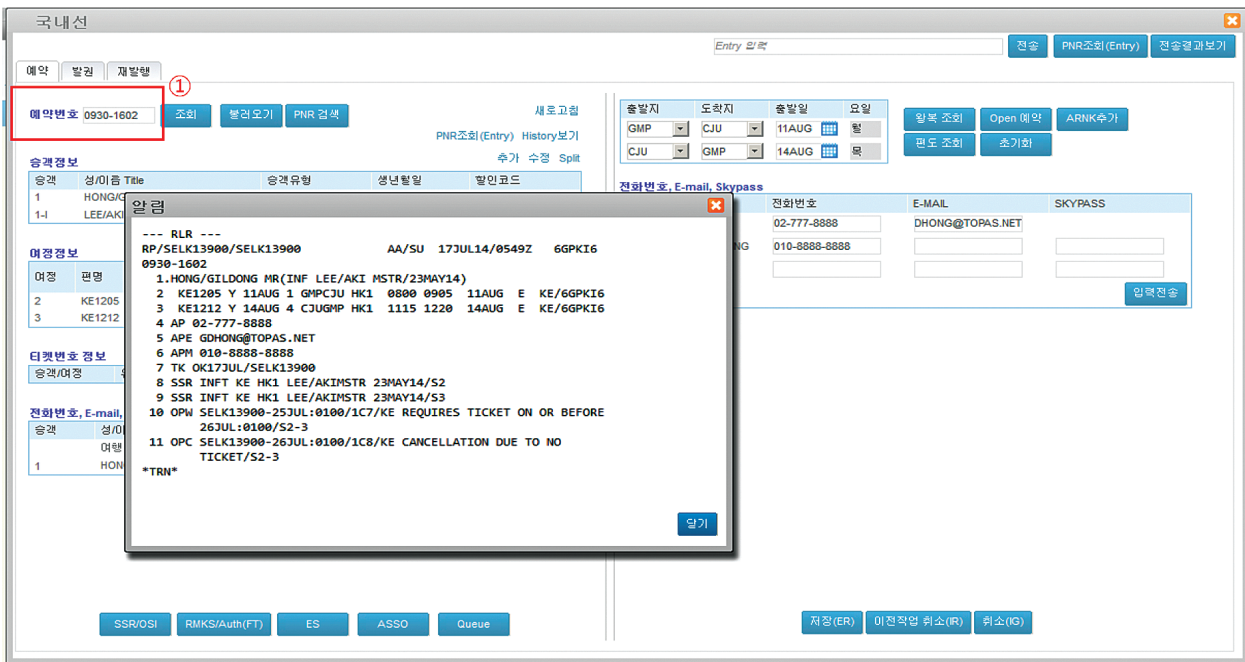 국내선
Entry 입력 전송 PNR조회(Entry) 전송결과보기
예약 발권 재발행
①
예약번호 0930-1602 조회 불러오기 PNR 검색 새로고침
PNR조회(Entry) History보기
추가 수정 Split
승객정보
승객 성/이름 Title 승객유형 생년월일 할인코드
1 HONG/G
1-I LEE/AKI
여정정보
여정 편명
2 KE1205
3 KE1212
티켓번호 정보
승객/여정
전화번호, E-mail,
승객 성/이
여행
1 HON
출발지 도착지 출발일 요일
GMP CJU 11AUG 월
CJU GMP 14AUG 목
왕복 조회 Open 예약 ARNK추가
편도 조회 초기화
전화번호, E-mail, Skypass
전화번호 E-MAIL SKYPASS
02-777-8888 DHONG@TOPAS.NET
NG 010-8888-8888
입력전송
알림
--- RLR ---
RP/SELK13900/SELK13900 AA/SU 17JUL14/0549Z 6GPKI6
0930-1602
1.HONG/GILDONG MR(INF LEE/AKI MSTR/23MAY14)
2 KE1205 Y 11AUG 1 GMPCJU HK1 0800 0905 11AUG E KE/6GPKI6
3 KE1212 Y 14AUG 4 CJUGMP HK1 1115 1220 14AUG E KE/6GPKI6
4 AP 02-777-8888
5 APE GDHONG@TOPAS.NET
6 APM 010-8888-8888
7 TK OK17JUL/SELK13900
8 SSR INFT KE HK1 LEE/AKIMSTR 23MAY14/S2
9 SSR INFT KE HK1 LEE/AKIMSTR 23MAY14/S3
10 OPW SELK13900-25JUL:0100/1C7/KE REQUIRES TICKET ON OR BEFORE
26JUL:0100/S2-3
11 OPC SELK13900-26JUL:0100/1C8/KE CANCELLATION DUE TO NO
TICKET/S2-3
*TRN*
닫기
SSR/OSI RMKS/Auth(FT) ES ASSO Queue
저장(ER) 이전작업 취소(IR) 취소(IG)